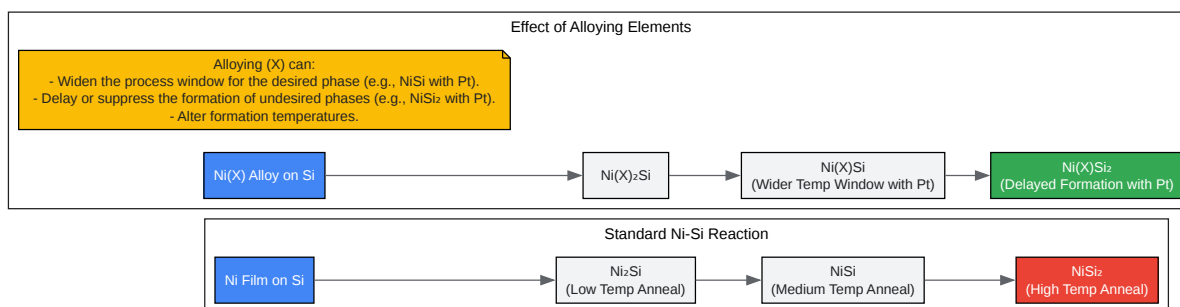 Effect of Alloying Elements
Alloying (X) can:
- Widen the process window for the desired phase (e.g., NiSi with Pt).
- Delay or suppress the formation of undesired phases (e.g., NiSi₂ with Pt).
- Alter formation temperatures.
Ni(X) Alloy on Si
Ni(X)₂Si
Ni(X)Si
(Wider Temp Window with Pt)
Ni(X)Si₂
(Delayed Formation with Pt)
Standard Ni-Si Reaction
Ni Film on Si
Ni₂Si
(Low Temp Anneal)
NiSi
(Medium Temp Anneal)
NiSi₂
(High Temp Anneal)